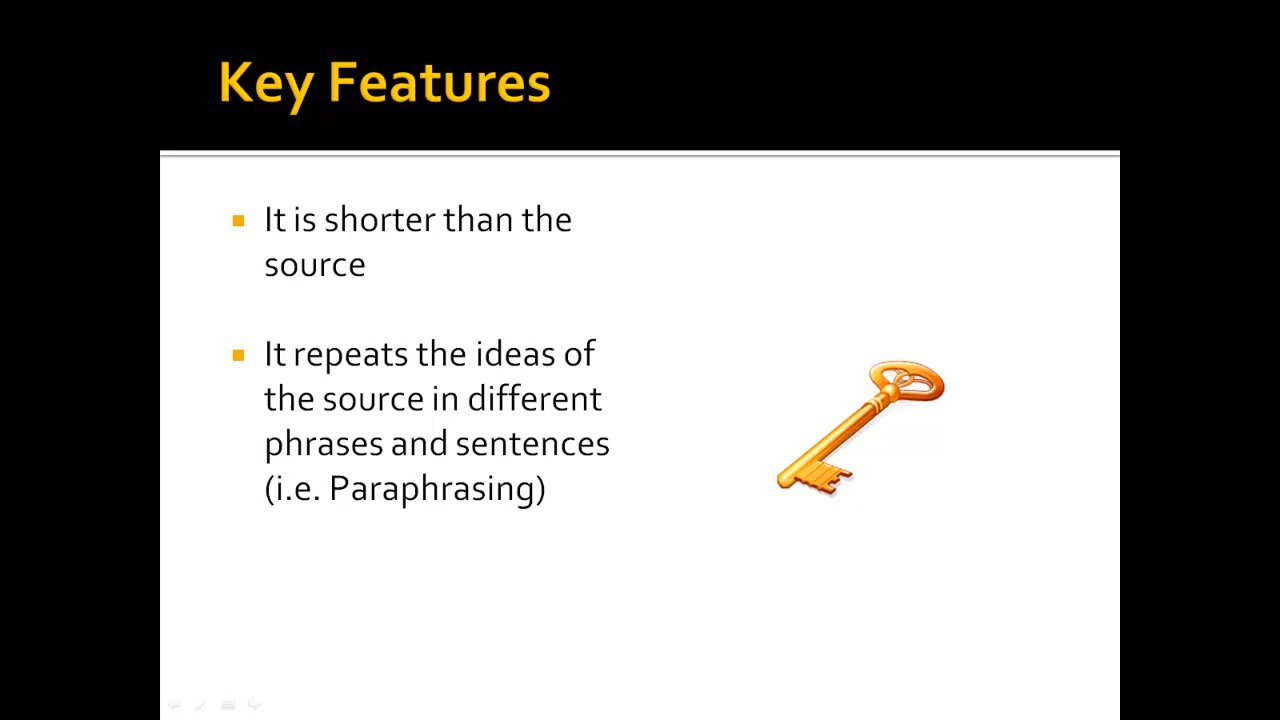 Key Features
It is shorter than the
source
It repeats the ideas of
the source in different
phrases and sentences
(i.e. Paraphrasing)